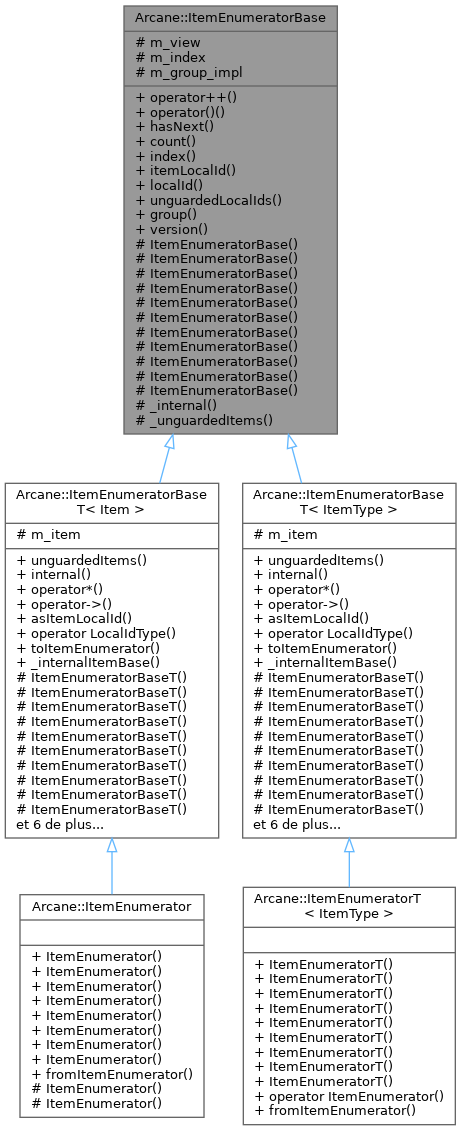 Arcane::ItemEnumeratorBase
# m_view
# m_index
# m_group_impl
+ operator++()
+ operator()()
+ hasNext()
+ count()
+ index()
+ itemLocalId()
+ localId()
+ unguardedLocalIds()
+ group()
+ version()
# ItemEnumeratorBase()
# ItemEnumeratorBase()
# ItemEnumeratorBase()
# ItemEnumeratorBase()
# ItemEnumeratorBase()
# ItemEnumeratorBase()
# ItemEnumeratorBase()
# ItemEnumeratorBase()
# ItemEnumeratorBase()
# ItemEnumeratorBase()
# ItemEnumeratorBase()
# _internal()
# _unguardedItems()
Arcane::ItemEnumeratorBase
T< Item >
# m_item
+ unguardedItems()
+ internal()
+ operator*()
+ operator->()
+ asItemLocalId()
+ operator LocalIdType()
+ toItemEnumerator()
+ _internalItemBase()
# ItemEnumeratorBaseT()
# ItemEnumeratorBaseT()
# ItemEnumeratorBaseT()
# ItemEnumeratorBaseT()
# ItemEnumeratorBaseT()
# ItemEnumeratorBaseT()
# ItemEnumeratorBaseT()
# ItemEnumeratorBaseT()
# ItemEnumeratorBaseT()
# ItemEnumeratorBaseT()
et 6 de plus...
Arcane::ItemEnumeratorBase
T< ItemType >
# m_item
+ unguardedItems()
+ internal()
+ operator*()
+ operator->()
+ asItemLocalId()
+ operator LocalIdType()
+ toItemEnumerator()
+ _internalItemBase()
# ItemEnumeratorBaseT()
# ItemEnumeratorBaseT()
# ItemEnumeratorBaseT()
# ItemEnumeratorBaseT()
# ItemEnumeratorBaseT()
# ItemEnumeratorBaseT()
# ItemEnumeratorBaseT()
# ItemEnumeratorBaseT()
# ItemEnumeratorBaseT()
# ItemEnumeratorBaseT()
et 6 de plus...
Arcane::ItemEnumerator
+ ItemEnumerator()
+ ItemEnumerator()
+ ItemEnumerator()
+ ItemEnumerator()
+ ItemEnumerator()
+ ItemEnumerator()
+ ItemEnumerator()
+ ItemEnumerator()
+ fromItemEnumerator()
# ItemEnumerator()
# ItemEnumerator()
Arcane::ItemEnumeratorT
< ItemType >
+ ItemEnumeratorT()
+ ItemEnumeratorT()
+ ItemEnumeratorT()
+ ItemEnumeratorT()
+ ItemEnumeratorT()
+ ItemEnumeratorT()
+ ItemEnumeratorT()
+ ItemEnumeratorT()
+ ItemEnumeratorT()
+ operator ItemEnumerator()
+ fromItemEnumerator()